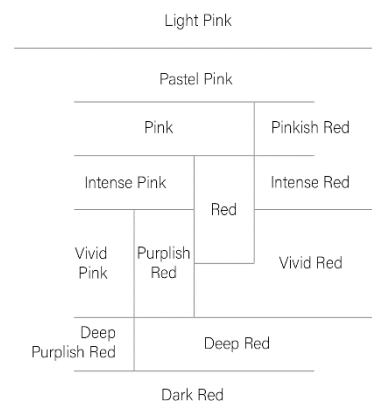 Light Pink
Pastel Pink
Pink
Pinkish Red
Intense Pink
Intense Red
Red
Vivid
Pink
Purplish
Red
Vivid Red
Deep
Purplish Red
Deep Red
Dark Red